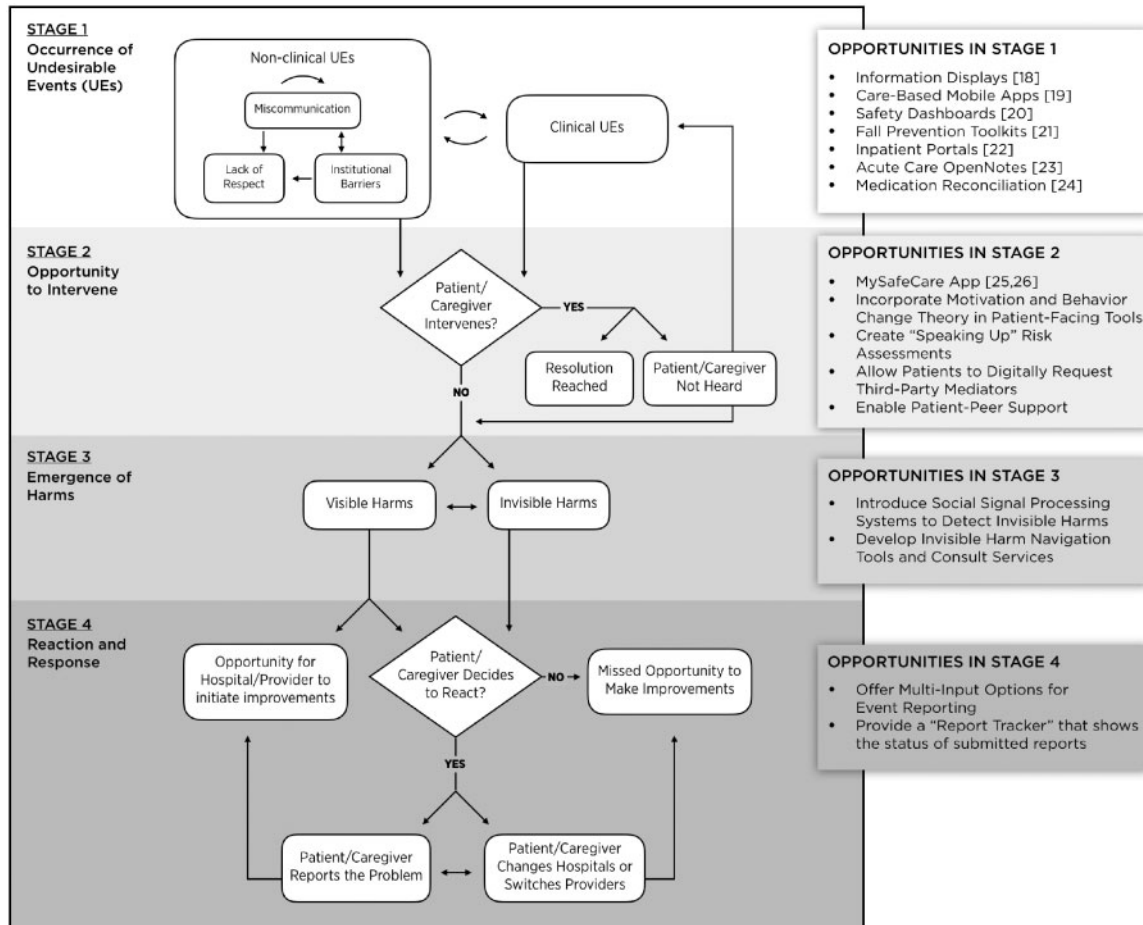 STAGE 1
Occurrence of
Undesirable
Events (UEs)
Non-clinical UEs
Miscommunication
Lack of
Respect
Institutional
Barriers
Clinical UEs
OPPORTUNITIES IN STAGE 1
• Information Displays [18]
• Care-Based Mobile Apps [19]
• Safety Dashboards [20]
• Fall Prevention Toolkits [21]
• Inpatient Portals [22]
• Acute Care OpenNotes [23]
• Medication Reconciliation [24]
STAGE 2
Opportunity
to Intervene
Patient/
Caregiver
Intervenes?
YES
NO
Resolution
Reached
Patient/Caregiver
Not Heard
OPPORTUNITIES IN STAGE 2
• MySafeCare App [25,26]
• Incorporate Motivation and Behavior
Change Theory in Patient-Facing Tools
• Create “Speaking Up” Risk
Assessments
• Allow Patients to Digitally Request
Third-Party Mediators
• Enable Patient-Peer Support
STAGE 3
Emergence of
Harms
Visible Harms
Invisible Harms
OPPORTUNITIES IN STAGE 3
• Introduce Social Signal Processing
Systems to Detect Invisible Harms
• Develop Invisible Harm Navigation
Tools and Consult Services
STAGE 4
Reaction and
Response
Opportunity for
Hospital/Provider to
initiate improvements
Patient/
Caregiver Decides
to React?
NO
Missed Opportunity to
Make Improvements
YES
Patient/Caregiver
Reports the Problem
Patient/Caregiver
Changes Hospitals or
Switches Providers
OPPORTUNITIES IN STAGE 4
• Offer Multi-Input Options for
Event Reporting
• Provide a “Report Tracker” that shows
the status of submitted reports